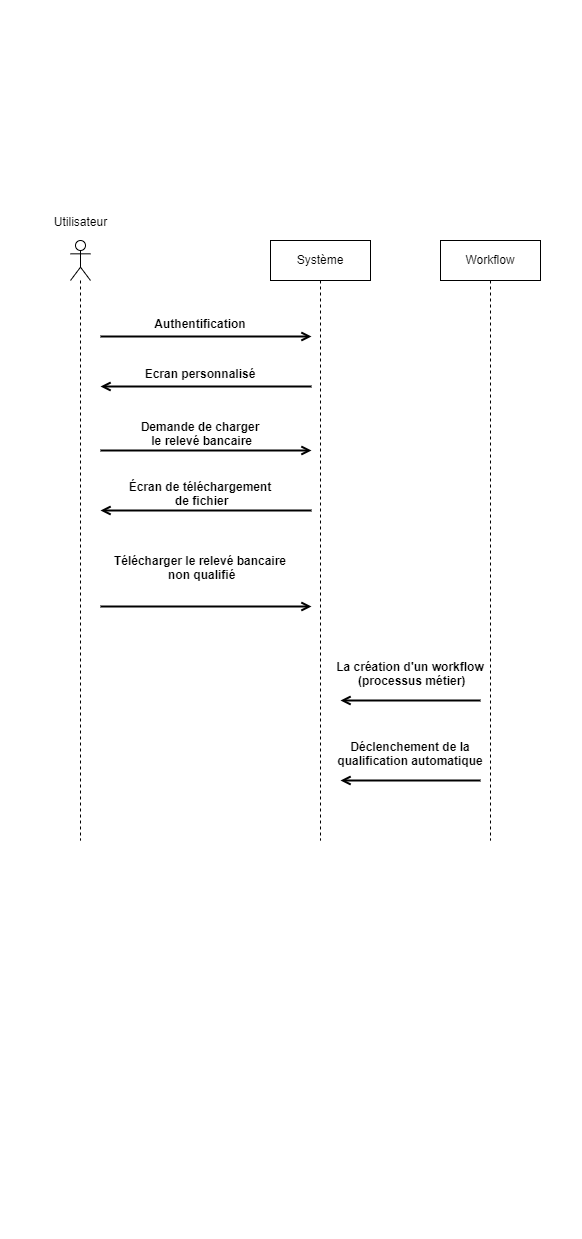 Utilisateur
Système
Workflow
Authentification
Ecran personnalisé
Demande de charger
le relevé bancaire
Écran de téléchargement
de fichier
Télécharger le relevé bancaire
non qualifié
La création d'un workflow
(processus métier)
Déclenchement de la
qualification automatique